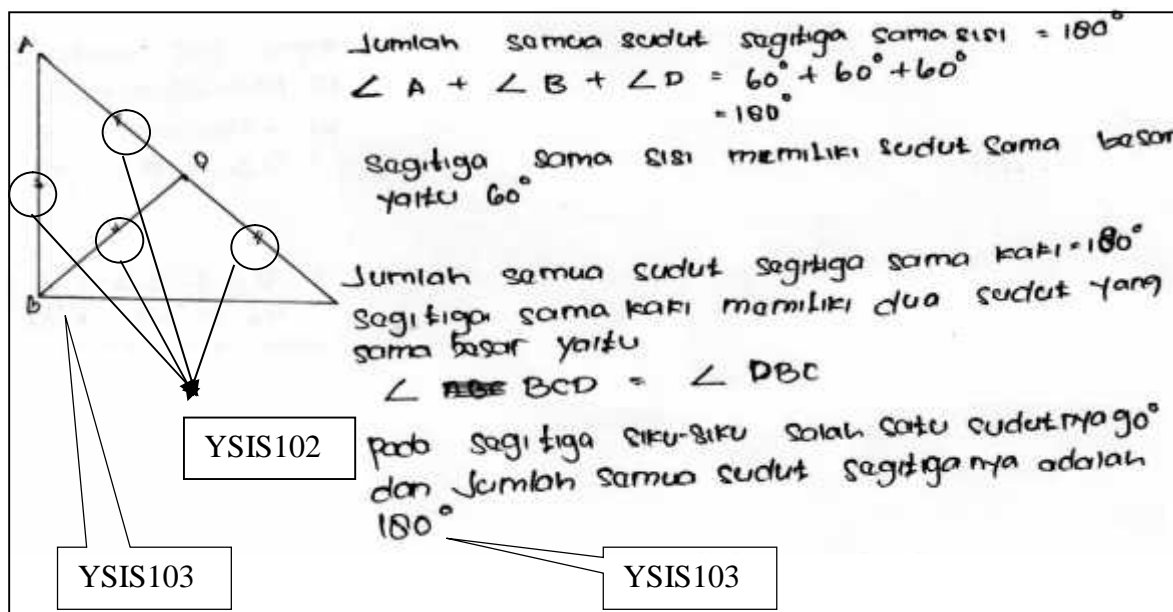 A
D
B
Jumlah semua sudut segitiga sama sisi = 180°
∠ A + ∠ B + ∠ D = 60° + 60° + 60°
= 180°
segitiga sama sisi memiliki sudut sama besar
yaitu 60°
Jumlah semua sudut segitiga sama kaki = 180°
segitiga sama kaki memiliki dua sudut yang
sama besar yaitu
∠ BCD = ∠ DBC
pada segitiga siku-siku salah satu sudutnya 90°
dan Jumlah semua sudut segitiganya adalah
180°
YSIS102
YSIS103
YSIS103